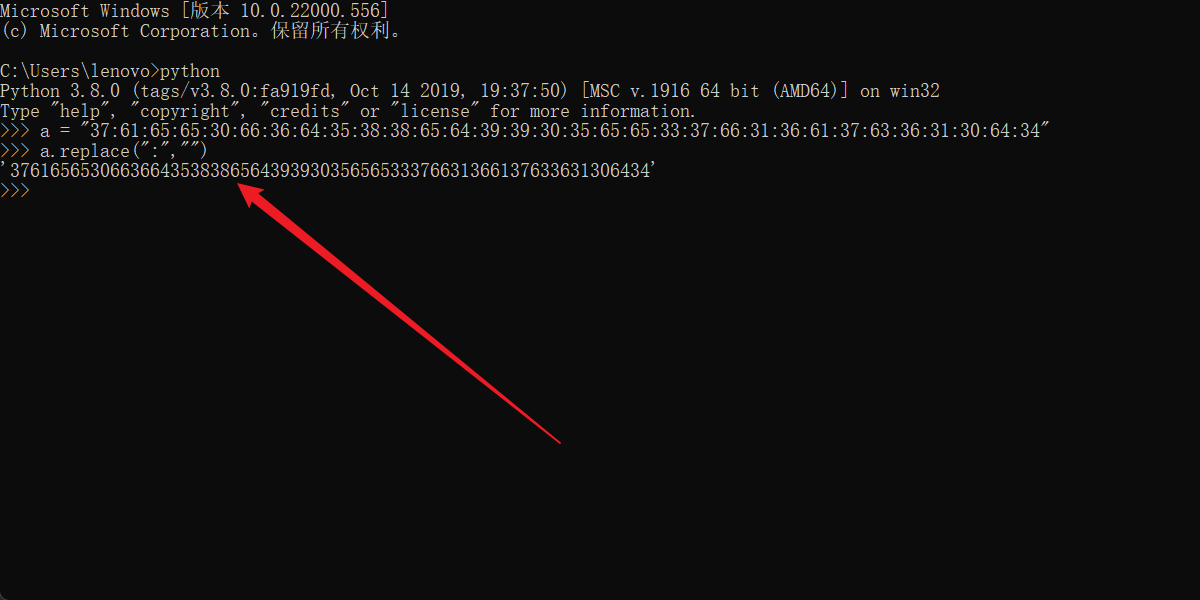 Microsoft Windows [版本 10.0.22000.556]
(c) Microsoft Corporation。保留所有权利。
C:\Users\lenovo>python
Python 3.8.0 (tags/v3.8.0:fa919fd, Oct 14 2019, 19:37:50) [MSC v.1916 64 bit (AMD64)] on win32
Type "help", "copyright", "credits" or "license" for more information.
>>> a = "37:61:65:65:30:66:36:64:35:38:38:65:64:39:39:30:35:65:65:33:37:66:31:36:61:37:63:36:31:30:64:34"
>>> a.replace(":","")
'37616565306636643538386564393930356565333766313661376336313064​34'
>>>